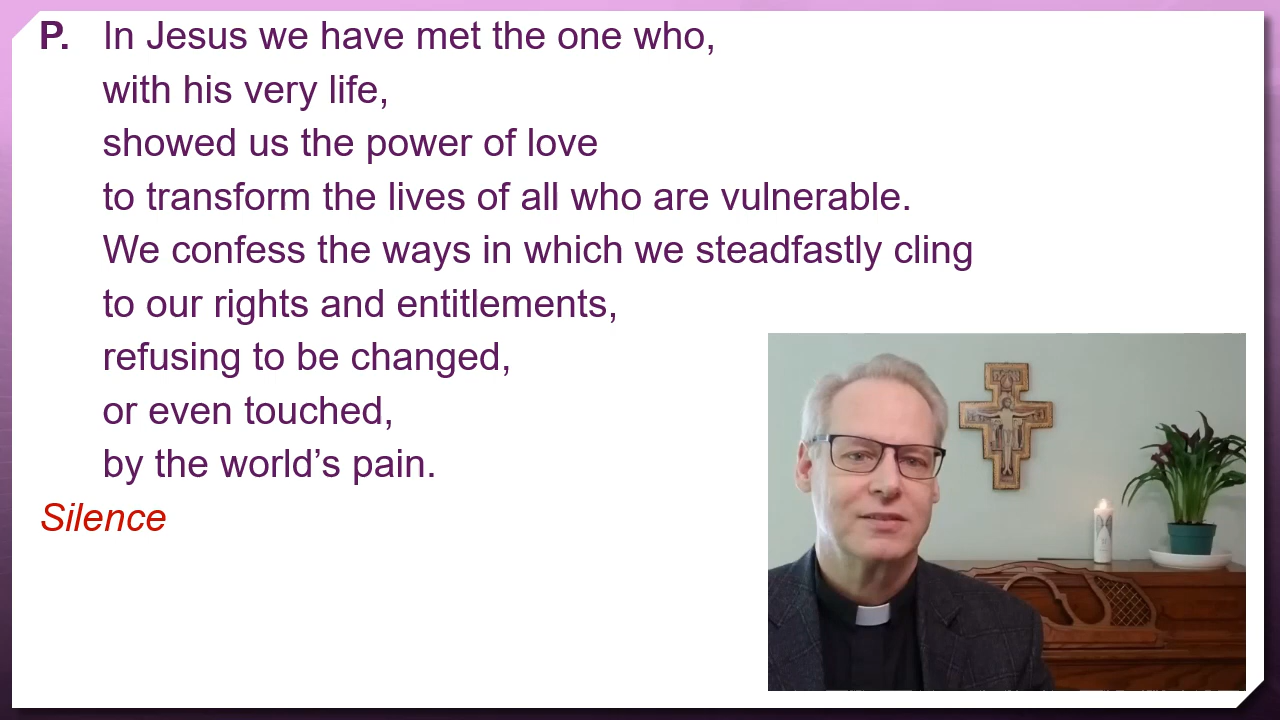 P. In Jesus we have met the one who,
with his very life,
showed us the power of love
to transform the lives of all who are vulnerable.
We confess the ways in which we steadfastly cling
to our rights and entitlements,
refusing to be changed,
or even touched,
by the world’s pain.
Silence